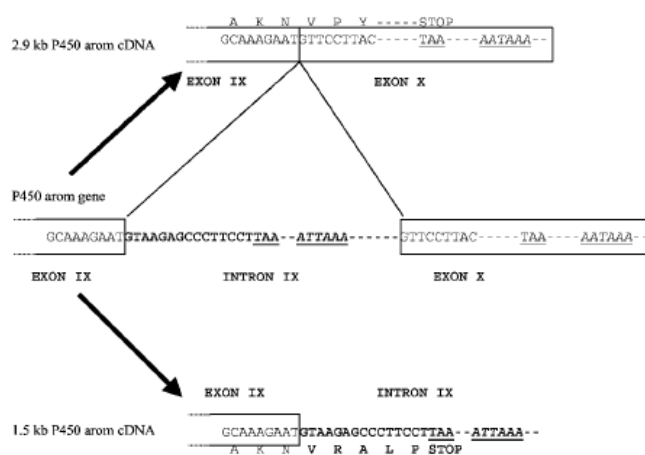 A K N V P Y -----STOP
2.9 kb P450 arom cDNA GCAAAGAATGTTCCTTAC-----TAA---AATAAA--
EXON IX EXON X
P450 arom gene
GCAAAGAATGTAAGAGCCCTTCCTTAA--ATTAAA------GTTCCTTAC-----TAA----AATAAA--
EXON IX INTRON IX EXON X
EXON IX INTRON IX
1.5 kb P450 arom cDNA GCAAAGAATGTAAGAGCCCTTCCTTAA--ATTAAA---
A K N V R A L P STOP